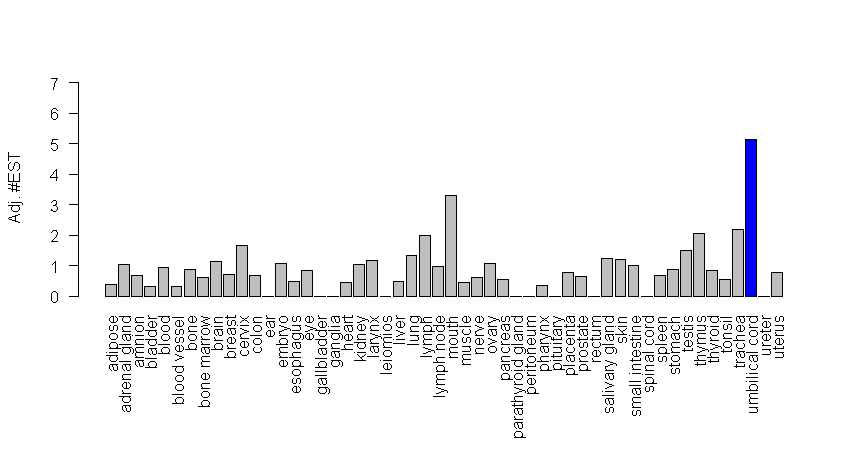 Adj. #EST
7
6
5
4
3
2
1
0
adipose
adrenal gland
amnion
bladder
blood
blood vessel
bone
bone marrow
brain
breast
cervix
colon
ear
embryo
esophagus
eye
gallbladder
ganglia
heart
kidney
larynx
leiomios
liver
lung
lymph
lymph node
mouth
muscle
nerve
ovary
pancreas
parathyroid gland
peritoneum
pharynx
pituitary
placenta
prostate
rectum
salivary gland
skin
small intestine
spinal cord
spleen
stomach
testis
thymus
thyroid
tonsil
trachea
umbilical cord
ureter
uterus